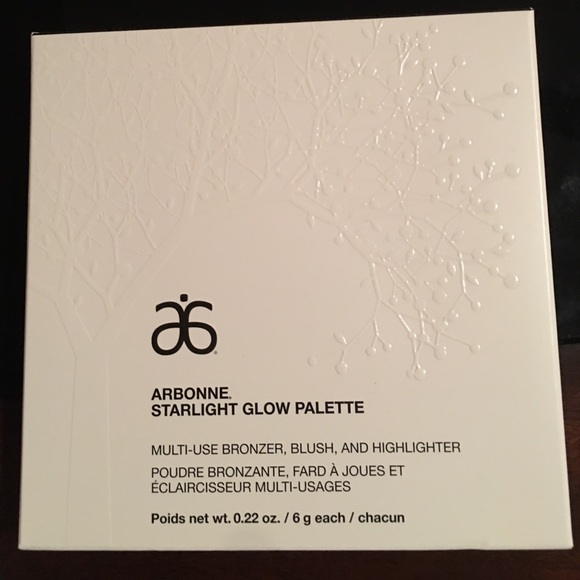 ARBONNE®
STARLIGHT GLOW PALETTE
MULTI-USE BRONZER, BLUSH, AND HIGHLIGHTER
POUDRE BRONZANTE, FARD À JOUES ET
ÉCLAIRCISSEUR MULTI-USAGES
Poids net wt. 0.22 oz. / 6 g each / chacun